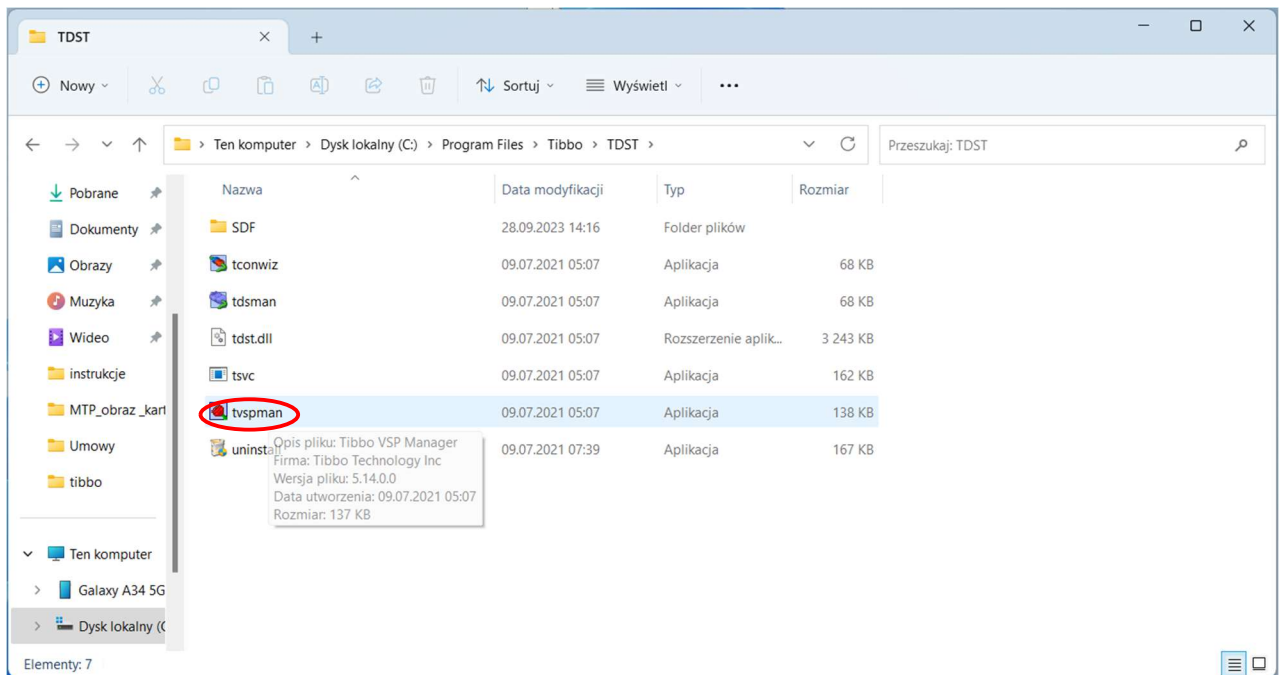 TDST
Nowy
Sortuj
Wyświetl
Ten komputer > Dysk lokalny (C:) > Program Files > Tibbo > TDST >
Przeszukaj: TDST
Pobrane
Dokumenty
Obrazy
Muzyka
Wideo
instrukcje
MTP_obraz _kart
Umowy
tibbo
Ten komputer
Galaxy A34 5G
Dysk lokalny (C
Nazwa Data modyfikacji Typ Rozmiar
SDF 28.09.2023 14:16 Folder plików
tconwiz 09.07.2021 05:07 Aplikacja 68 KB
tdsman 09.07.2021 05:07 Aplikacja 68 KB
tdst.dll 09.07.2021 05:07 Rozszerzenie aplik... 3 243 KB
tsvc 09.07.2021 05:07 Aplikacja 162 KB
tvspman 09.07.2021 05:07 Aplikacja 138 KB
uninstall 09.07.2021 07:39 Aplikacja 167 KB
Opis pliku: Tibbo VSP Manager
Firma: Tibbo Technology Inc
Wersja pliku: 5.14.0.0
Data utworzenia: 09.07.2021 05:07
Rozmiar: 137 KB
Elementy: 7